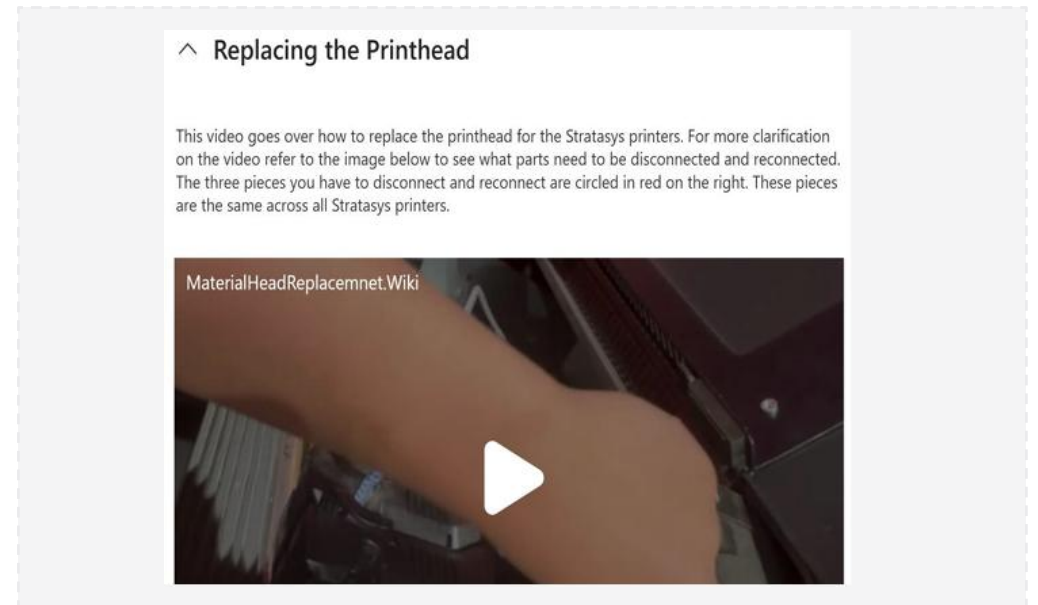 Replacing the Printhead
This video goes over how to replace the printhead for the Stratasys printers. For more clarification
on the video refer to the image below to see what parts need to be disconnected and reconnected.
The three pieces you have to disconnect and reconnect are circled in red on the right. These pieces
are the same across all Stratasys printers.
MaterialHeadReplacemnet.Wiki